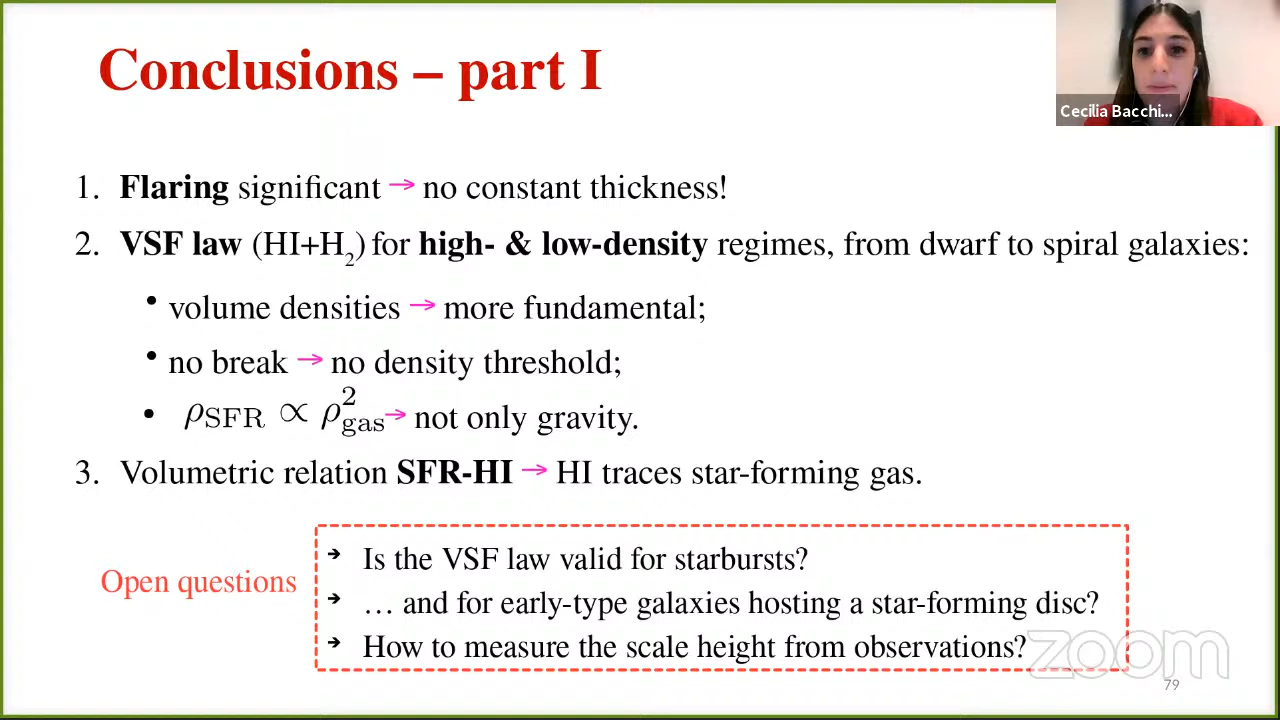 Conclusions – part I
Cecilia Bacchi...
1. Flaring significant → no constant thickness!
2. VSF law (HI+H₂) for high- & low-density regimes, from dwarf to spiral galaxies:
• volume densities → more fundamental;
• no break → no density threshold;
• ρ_SFR ∝ ρ²_gas → not only gravity.
3. Volumetric relation SFR-HI → HI traces star-forming gas.
Open questions
➔ Is the VSF law valid for starbursts?
➔ … and for early-type galaxies hosting a star-forming disc?
➔ How to measure the scale height from observations?
zoom
79